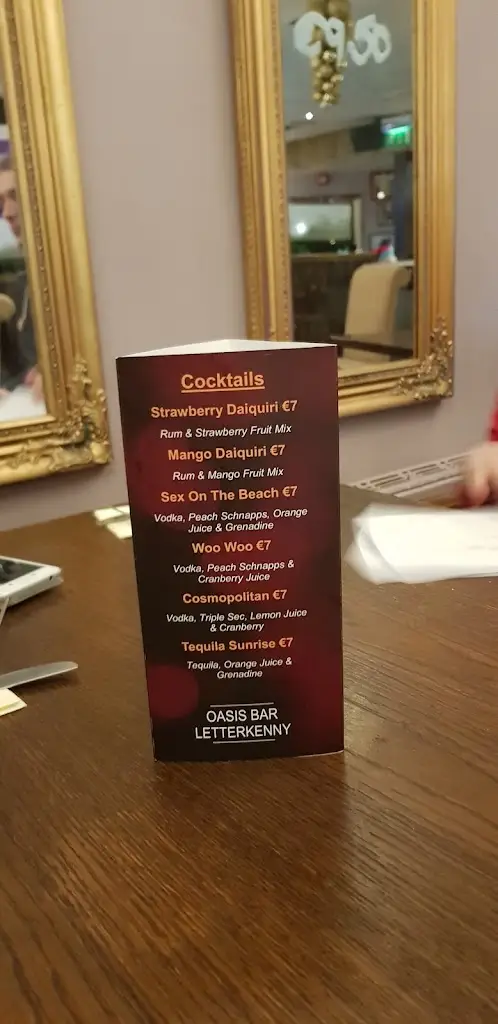 Cocktails
Strawberry Daiquiri €7
Rum & Strawberry Fruit Mix
Mango Daiquiri €7
Rum & Mango Fruit Mix
Sex On The Beach €7
Vodka, Peach Schnapps, Orange
Juice & Grenadine
Woo Woo €7
Vodka, Peach Schnapps &
Cranberry Juice
Cosmopolitan €7
Vodka, Triple Sec, Lemon Juice
& Cranberry
Tequila Sunrise €7
Tequila, Orange Juice &
Grenadine
OASIS BAR
LETTERKENNY